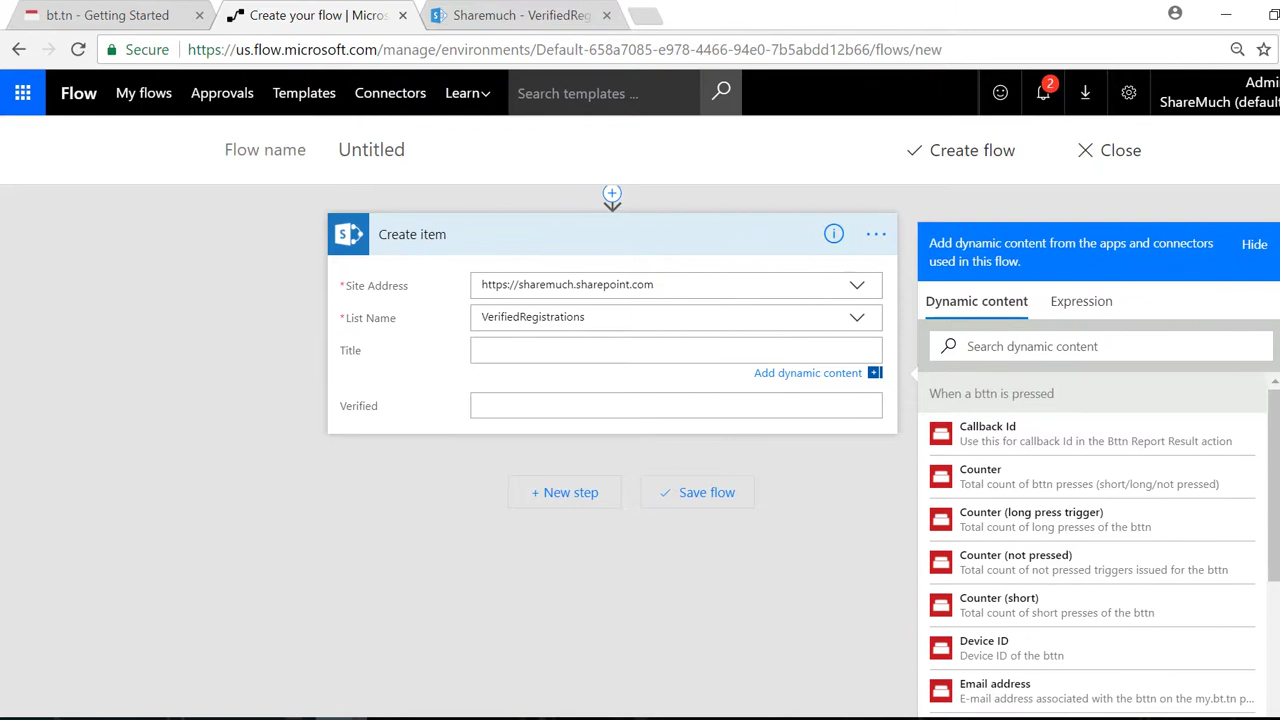 bt.tn - Getting Started
Create your flow | Micros
Sharemuch - VerifiedReg
Secure
https://us.flow.microsoft.com/manage/environments/Default-658a7085-e978-4466-94e0-7b5abdd12b66/flows/new
Flow My flows Approvals Templates Connectors Learn Search templates ... 2
Admi
ShareMuch (default
Flow name Untitled Create flow Close
Create item
*Site Address https://sharemuch.sharepoint.com
*List Name VerifiedRegistrations
Title
Add dynamic content
Verified
+ New step Save flow
Add dynamic content from the apps and connectors
used in this flow.
Hide
Dynamic content Expression
Search dynamic content
When a bttn is pressed
Callback Id
Use this for callback Id in the Bttn Report Result action
Counter
Total count of bttn presses (short/long/not pressed)
Counter (long press trigger)
Total count of long presses of the bttn
Counter (not pressed)
Total count of not pressed triggers issued for the bttn
Counter (short)
Total count of short presses of the bttn
Device ID
Device ID of the bttn
Email address
E-mail address associated with the bttn on the my.bt.tn p...